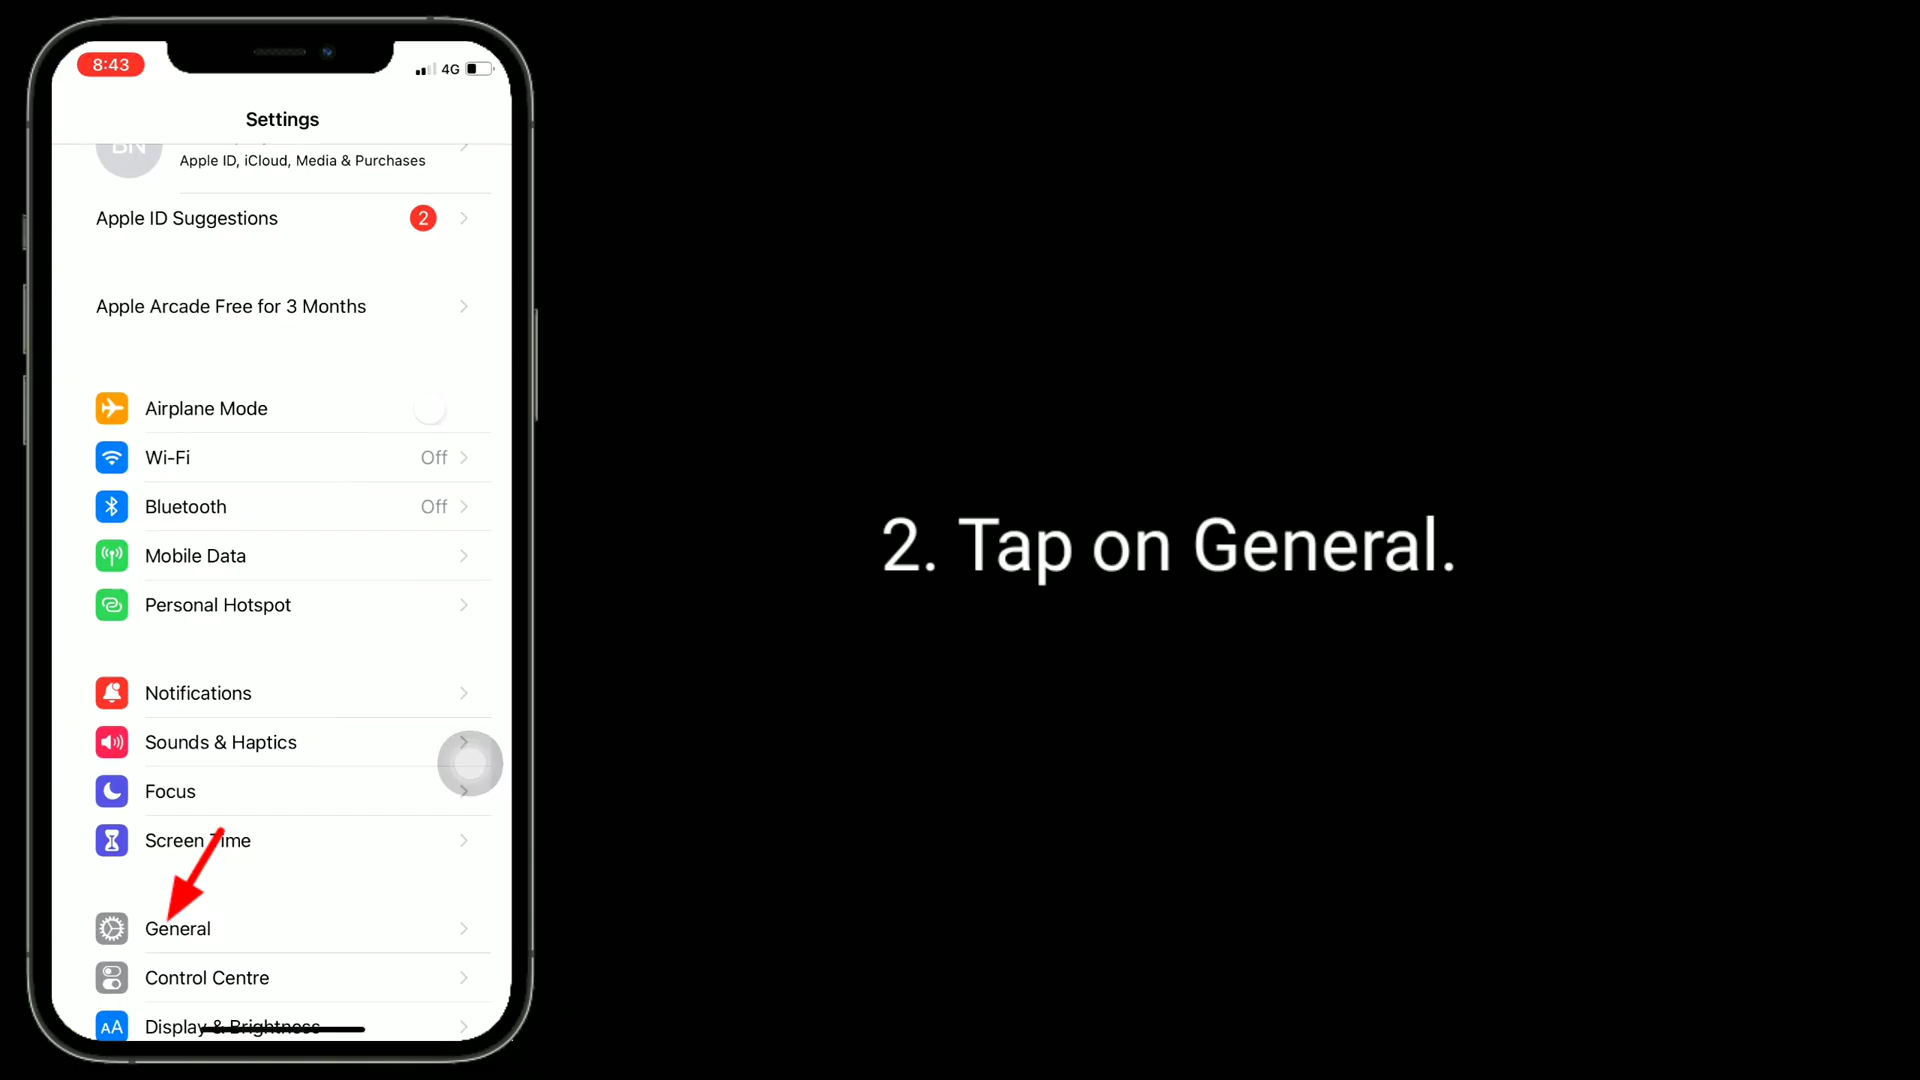 8:43
4G
Settings
BN
Apple ID, iCloud, Media & Purchases
Apple ID Suggestions 2
Apple Arcade Free for 3 Months
Airplane Mode
Wi-Fi Off
Bluetooth Off
Mobile Data
Personal Hotspot
Notifications
Sounds & Haptics
Focus
Screen Time
General
Control Centre
AA Display & Brightness
2. Tap on General.